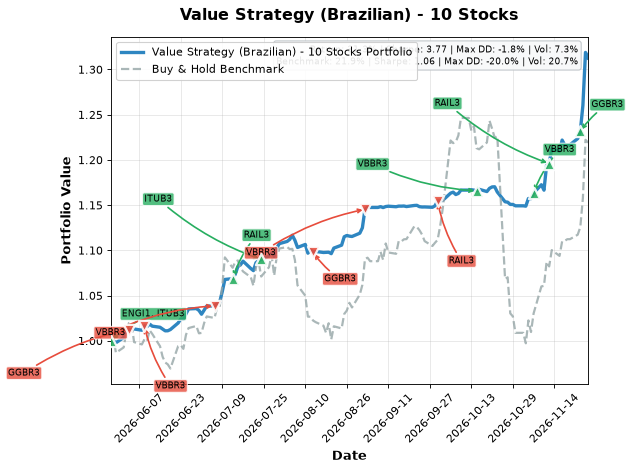 Value Strategy (Brazilian) - 10 Stocks
Value Strategy (Brazilian) - 10 Stocks Portfolio
Buy & Hold Benchmark
: 3.77 | Max DD: -1.8% | Vol: 7.3%
Benchmark: 21.9% | Sharpe: 1.06 | Max DD: -20.0% | Vol: 20.7%
1.30
1.25
1.20
1.15
1.10
1.05
1.00
Portfolio Value
RAIL3
GGBR3
VBBR3
VBBR3
ITUB3
RAIL3
VBBR3
GGBR3
RAIL3
ENGI1
ITUB3
VBBR3
GGBR3
VBBR3
2026-06-07
2026-06-23
2026-07-09
2026-07-25
2026-08-10
2026-08-26
2026-09-11
2026-09-27
2026-10-13
2026-10-29
2026-11-14
Date